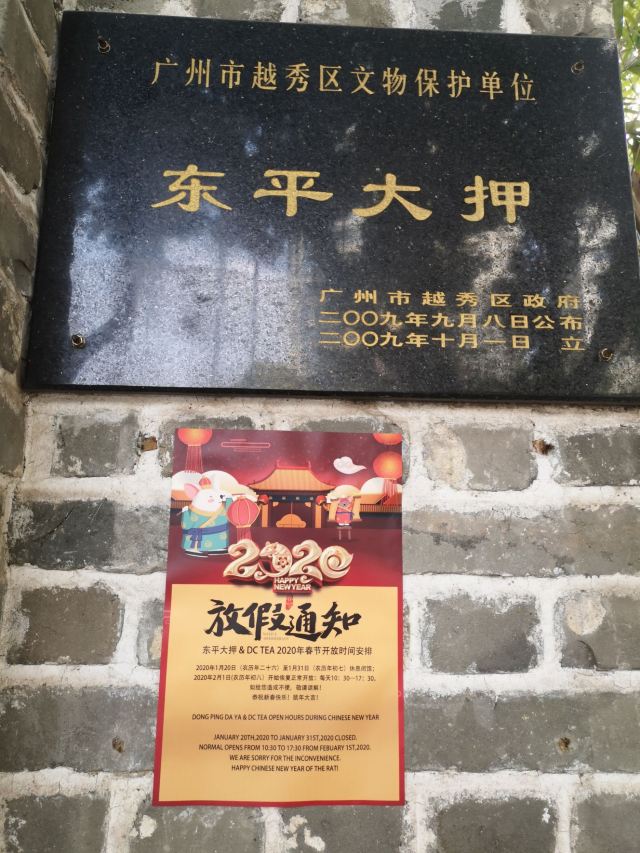 广州市越秀区文物保护单位
东平大押
广州市越秀区政府
二〇〇九年九月八日公布
二〇〇九年十月一日 立
2020
HAPPY
NEW YEAR
放假通知
东平大押 & DC TEA 2020年春节开放时间安排
2020年1月20日（农历年二十六）至1月31日（农历年初七）休息闭馆；
2020年2月1日(农历年初八）开始恢复正常开放：每天10：30—17：30。
如给您造成不便，敬请谅解！
恭祝新春快乐！鼠年大吉！
DONG PING DA YA & DC TEA OPEN HOURS DURING CHINESE NEW YEAR
JANUARY 20TH,2020 TO JANUARY 31ST,2020 CLOSED.
NORMAL OPENS FROM 10:30 TO 17:30 FROM FEBUARY 1ST,2020.
WE ARE SORRY FOR THE INCONVENIENCE.
HAPPY CHINESE NEW YEAR OF THE RAT!